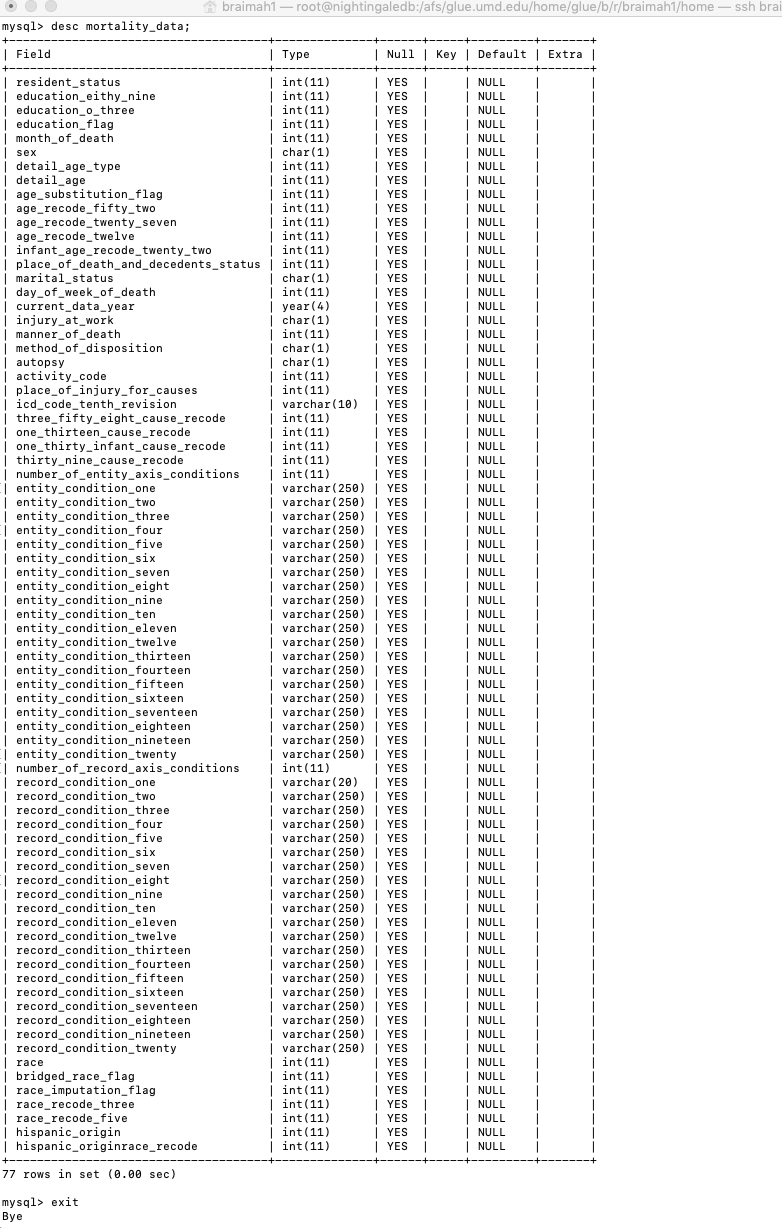 braimah1 — root@nightingaledb:/afs/glue.umd.edu/home/glue/b/r/braimah1/home — ssh brai
mysql> desc mortality_data;
+------------------------------------+--------------+------+-----+---------+-------+
| Field | Type | Null | Key | Default | Extra |
+------------------------------------+--------------+------+-----+---------+-------+
| resident_status | int(11) | YES | | NULL | |
| education_eithy_nine | int(11) | YES | | NULL | |
| education_o_three | int(11) | YES | | NULL | |
| education_flag | int(11) | YES | | NULL | |
| month_of_death | int(11) | YES | | NULL | |
| sex | char(1) | YES | | NULL | |
| detail_age_type | int(11) | YES | | NULL | |
| detail_age | int(11) | YES | | NULL | |
| age_substitution_flag | int(11) | YES | | NULL | |
| age_recode_fifty_two | int(11) | YES | | NULL | |
| age_recode_twenty_seven | int(11) | YES | | NULL | |
| age_recode_twelve | int(11) | YES | | NULL | |
| infant_age_recode_twenty_two | int(11) | YES | | NULL | |
| place_of_death_and_decedents_status | int(11) | YES | | NULL | |
| marital_status | char(1) | YES | | NULL | |
| day_of_week_of_death | int(11) | YES | | NULL | |
| current_data_year | year(4) | YES | | NULL | |
| injury_at_work | char(1) | YES | | NULL | |
| manner_of_death | int(11) | YES | | NULL | |
| method_of_disposition | char(1) | YES | | NULL | |
| autopsy | char(1) | YES | | NULL | |
| activity_code | int(11) | YES | | NULL | |
| place_of_injury_for_causes | int(11) | YES | | NULL | |
| icd_code_tenth_revision | varchar(10) | YES | | NULL | |
| three_fifty_eight_cause_recode | int(11) | YES | | NULL | |
| one_thirteen_cause_recode | int(11) | YES | | NULL | |
| one_thirty_infant_cause_recode | int(11) | YES | | NULL | |
| thirty_nine_cause_recode | int(11) | YES | | NULL | |
| number_of_entity_axis_conditions | int(11) | YES | | NULL | |
| entity_condition_one | varchar(250) | YES | | NULL | |
| entity_condition_two | varchar(250) | YES | | NULL | |
| entity_condition_three | varchar(250) | YES | | NULL | |
| entity_condition_four | varchar(250) | YES | | NULL | |
| entity_condition_five | varchar(250) | YES | | NULL | |
| entity_condition_six | varchar(250) | YES | | NULL | |
| entity_condition_seven | varchar(250) | YES | | NULL | |
| entity_condition_eight | varchar(250) | YES | | NULL | |
| entity_condition_nine | varchar(250) | YES | | NULL | |
| entity_condition_ten | varchar(250) | YES | | NULL | |
| entity_condition_eleven | varchar(250) | YES | | NULL | |
| entity_condition_twelve | varchar(250) | YES | | NULL | |
| entity_condition_thirteen | varchar(250) | YES | | NULL | |
| entity_condition_fourteen | varchar(250) | YES | | NULL | |
| entity_condition_fifteen | varchar(250) | YES | | NULL | |
| entity_condition_sixteen | varchar(250) | YES | | NULL | |
| entity_condition_seventeen | varchar(250) | YES | | NULL | |
| entity_condition_eighteen | varchar(250) | YES | | NULL | |
| entity_condition_nineteen | varchar(250) | YES | | NULL | |
| entity_condition_twenty | varchar(250) | YES | | NULL | |
| number_of_record_axis_conditions | int(11) | YES | | NULL | |
| record_condition_one | varchar(20) | YES | | NULL | |
| record_condition_two | varchar(250) | YES | | NULL | |
| record_condition_three | varchar(250) | YES | | NULL | |
| record_condition_four | varchar(250) | YES | | NULL | |
| record_condition_five | varchar(250) | YES | | NULL | |
| record_condition_six | varchar(250) | YES | | NULL | |
| record_condition_seven | varchar(250) | YES | | NULL | |
| record_condition_eight | varchar(250) | YES | | NULL | |
| record_condition_nine | varchar(250) | YES | | NULL | |
| record_condition_ten | varchar(250) | YES | | NULL | |
| record_condition_eleven | varchar(250) | YES | | NULL | |
| record_condition_twelve | varchar(250) | YES | | NULL | |
| record_condition_thirteen | varchar(250) | YES | | NULL | |
| record_condition_fourteen | varchar(250) | YES | | NULL | |
| record_condition_fifteen | varchar(250) | YES | | NULL | |
| record_condition_sixteen | varchar(250) | YES | | NULL | |
| record_condition_seventeen | varchar(250) | YES | | NULL | |
| record_condition_eighteen | varchar(250) | YES | | NULL | |
| record_condition_nineteen | varchar(250) | YES | | NULL | |
| record_condition_twenty | varchar(250) | YES | | NULL | |
| race | int(11) | YES | | NULL | |
| bridged_race_flag | int(11) | YES | | NULL | |
| race_imputation_flag | int(11) | YES | | NULL | |
| race_recode_three | int(11) | YES | | NULL | |
| race_recode_five | int(11) | YES | | NULL | |
| hispanic_origin | int(11) | YES | | NULL | |
| hispanic_originrace_recode | int(11) | YES | | NULL | |
+------------------------------------+--------------+------+-----+---------+-------+
77 rows in set (0.00 sec)
mysql> exit
Bye